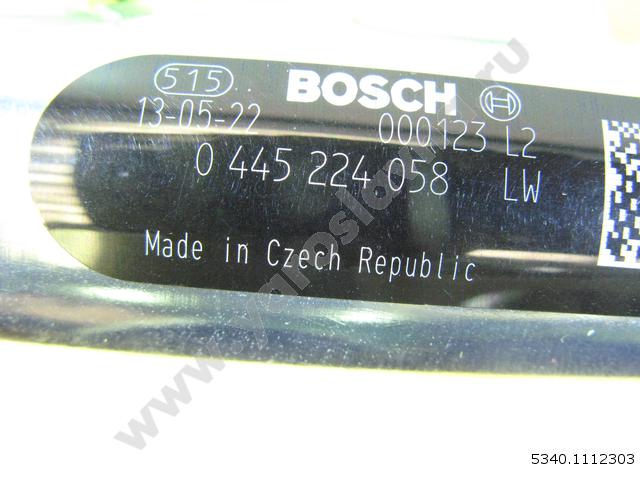 515 ..
BOSCH
13-05-22
000123 L2
0 445 224 058 LW
Made in Czech Republic
5340.1112303